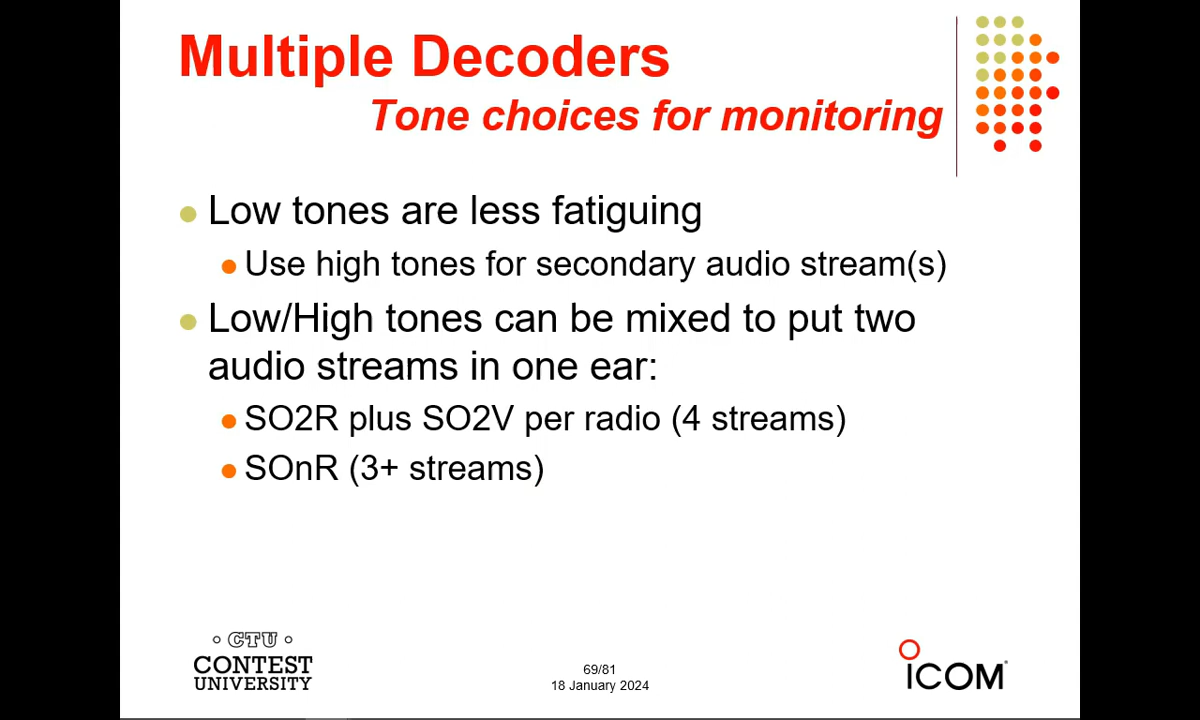 Multiple Decoders
Tone choices for monitoring
Low tones are less fatiguing
Use high tones for secondary audio stream(s)
Low/High tones can be mixed to put two
audio streams in one ear:
SO2R plus SO2V per radio (4 streams)
SOnR (3+ streams)
CTU
CONTEST
UNIVERSITY
69/81
18 January 2024
ICOM